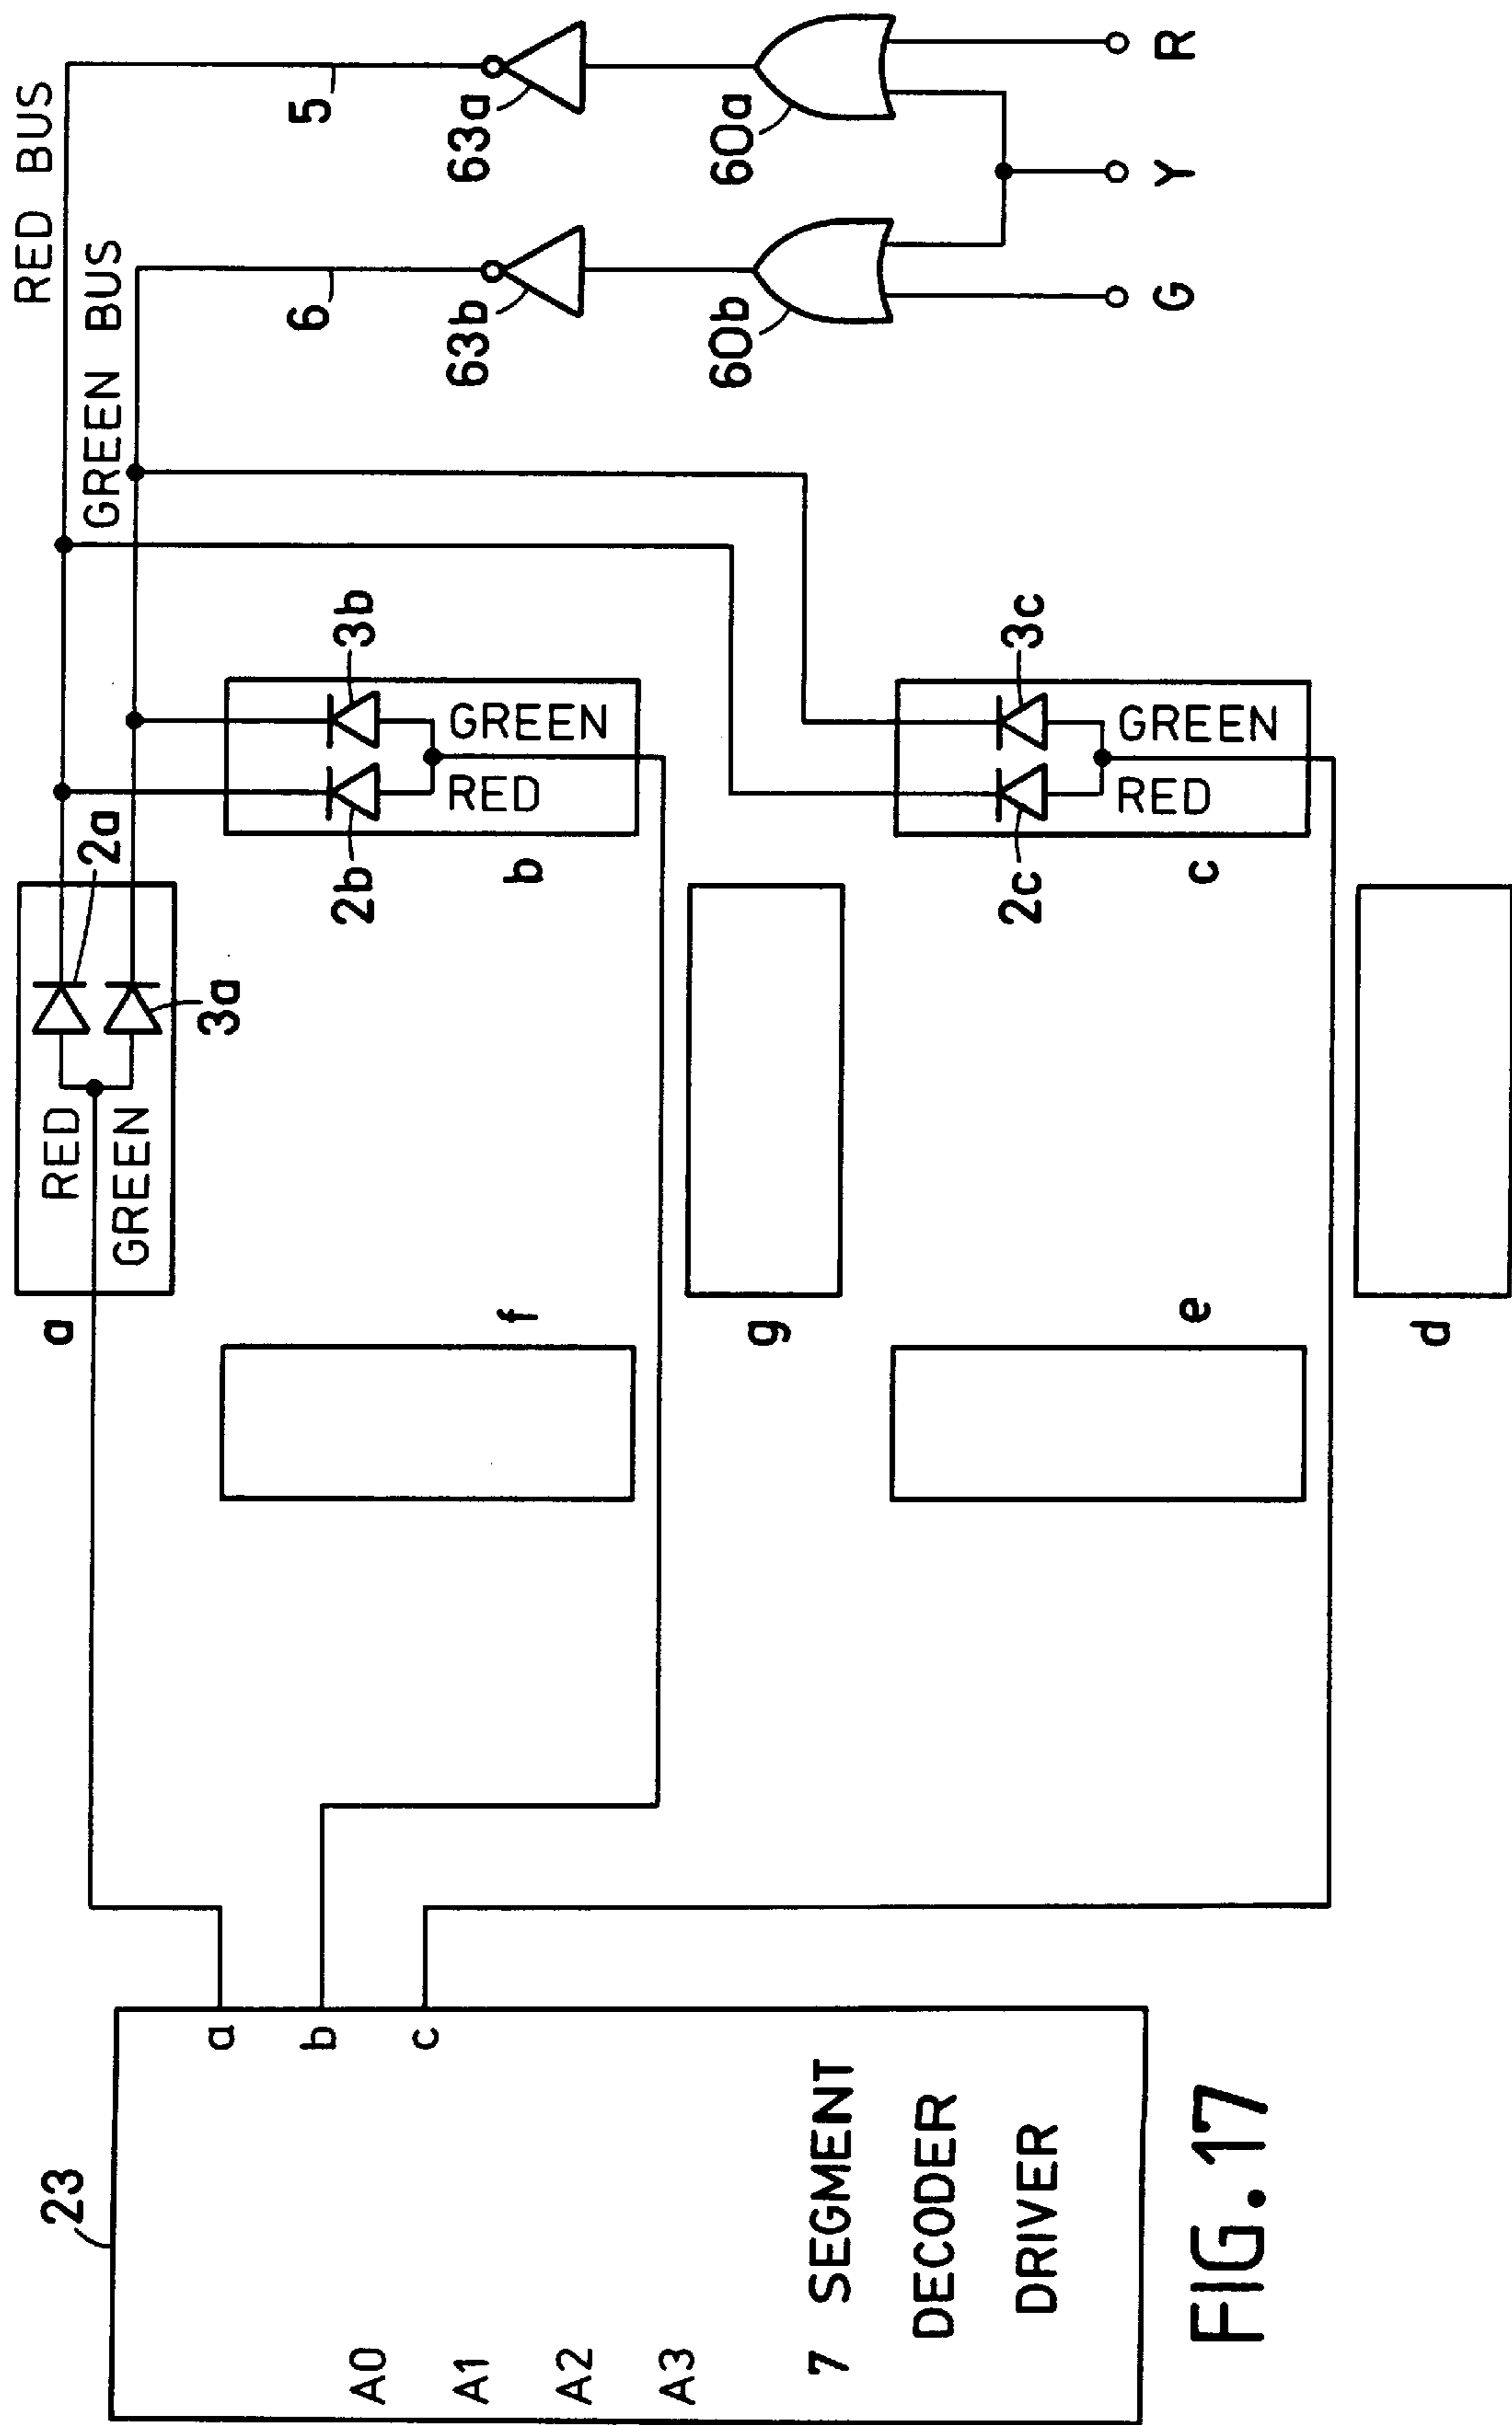 23
A0
A1
A2
A3
7 SEGMENT
DECODER
DRIVER
a
b
c
a
RED
GREEN
2a
3a
f
g
e
d
2b
3b
RED
GREEN
b
2c
3c
RED
GREEN
c
RED BUS
GREEN BUS
5
6
63a
63b
60a
60b
G
Y
R
FIG. 17